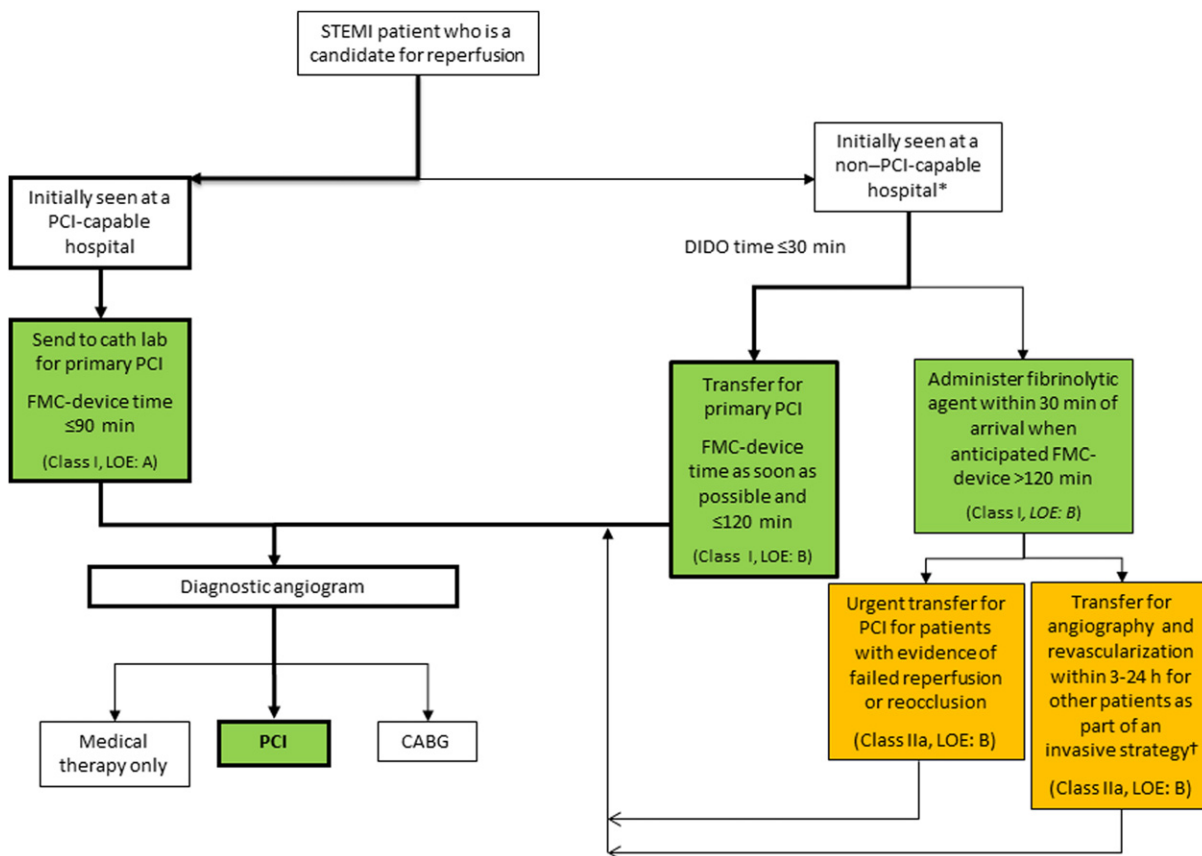 STEMI patient who is a
candidate for reperfusion
Initially seen at a
non–PCI-capable
hospital*
Initially seen at a
PCI-capable
hospital
DIDO time ≤30 min
Send to cath lab
for primary PCI
FMC-device time
≤90 min
(Class I, LOE: A)
Transfer for
primary PCI
FMC-device
time as soon as
possible and
≤120 min
(Class I, LOE: B)
Administer fibrinolytic
agent within 30 min of
arrival when
anticipated FMC-
device >120 min
(Class I, LOE: B)
Diagnostic angiogram
Urgent transfer for
PCI for patients
with evidence of
failed reperfusion
or reocclusion
(Class IIa, LOE: B)
Transfer for
angiography and
revascularization
within 3-24 h for
other patients as
part of an
invasive strategy†
(Class IIa, LOE: B)
Medical
therapy only
PCI
CABG